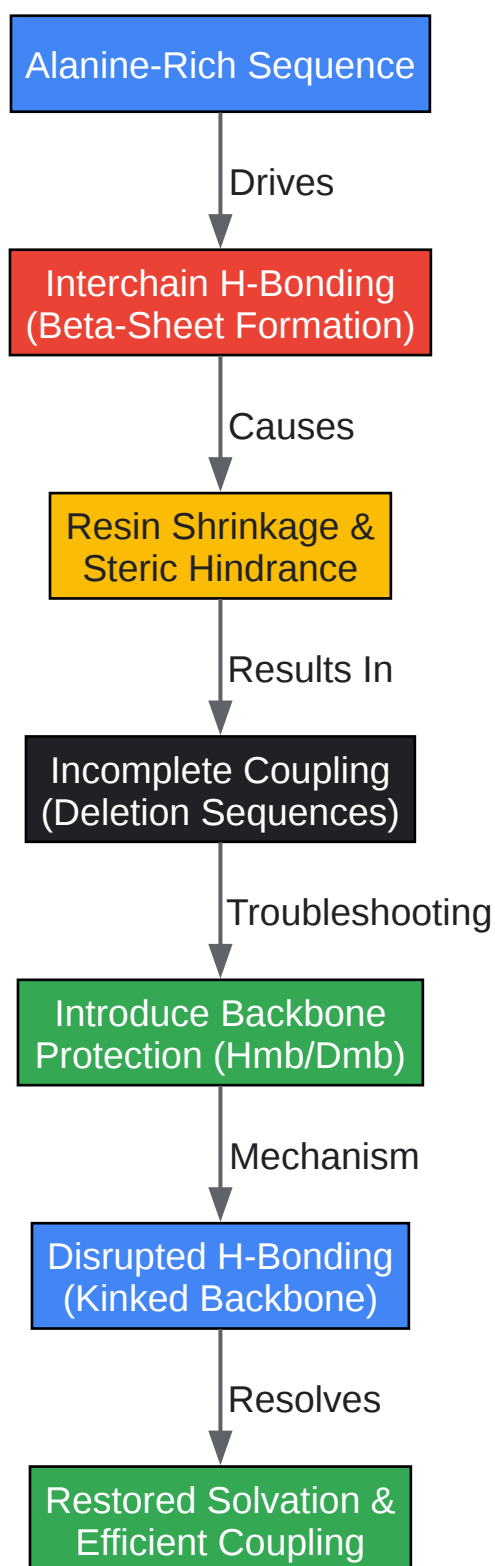 Alanine-Rich Sequence
Drives
Interchain H-Bonding
(Beta-Sheet Formation)
Causes
Resin Shrinkage &
Steric Hindrance
Results In
Incomplete Coupling
(Deletion Sequences)
Troubleshooting
Introduce Backbone
Protection (Hmb/Dmb)
Mechanism
Disrupted H-Bonding
(Kinked Backbone)
Resolves
Restored Solvation &
Efficient Coupling